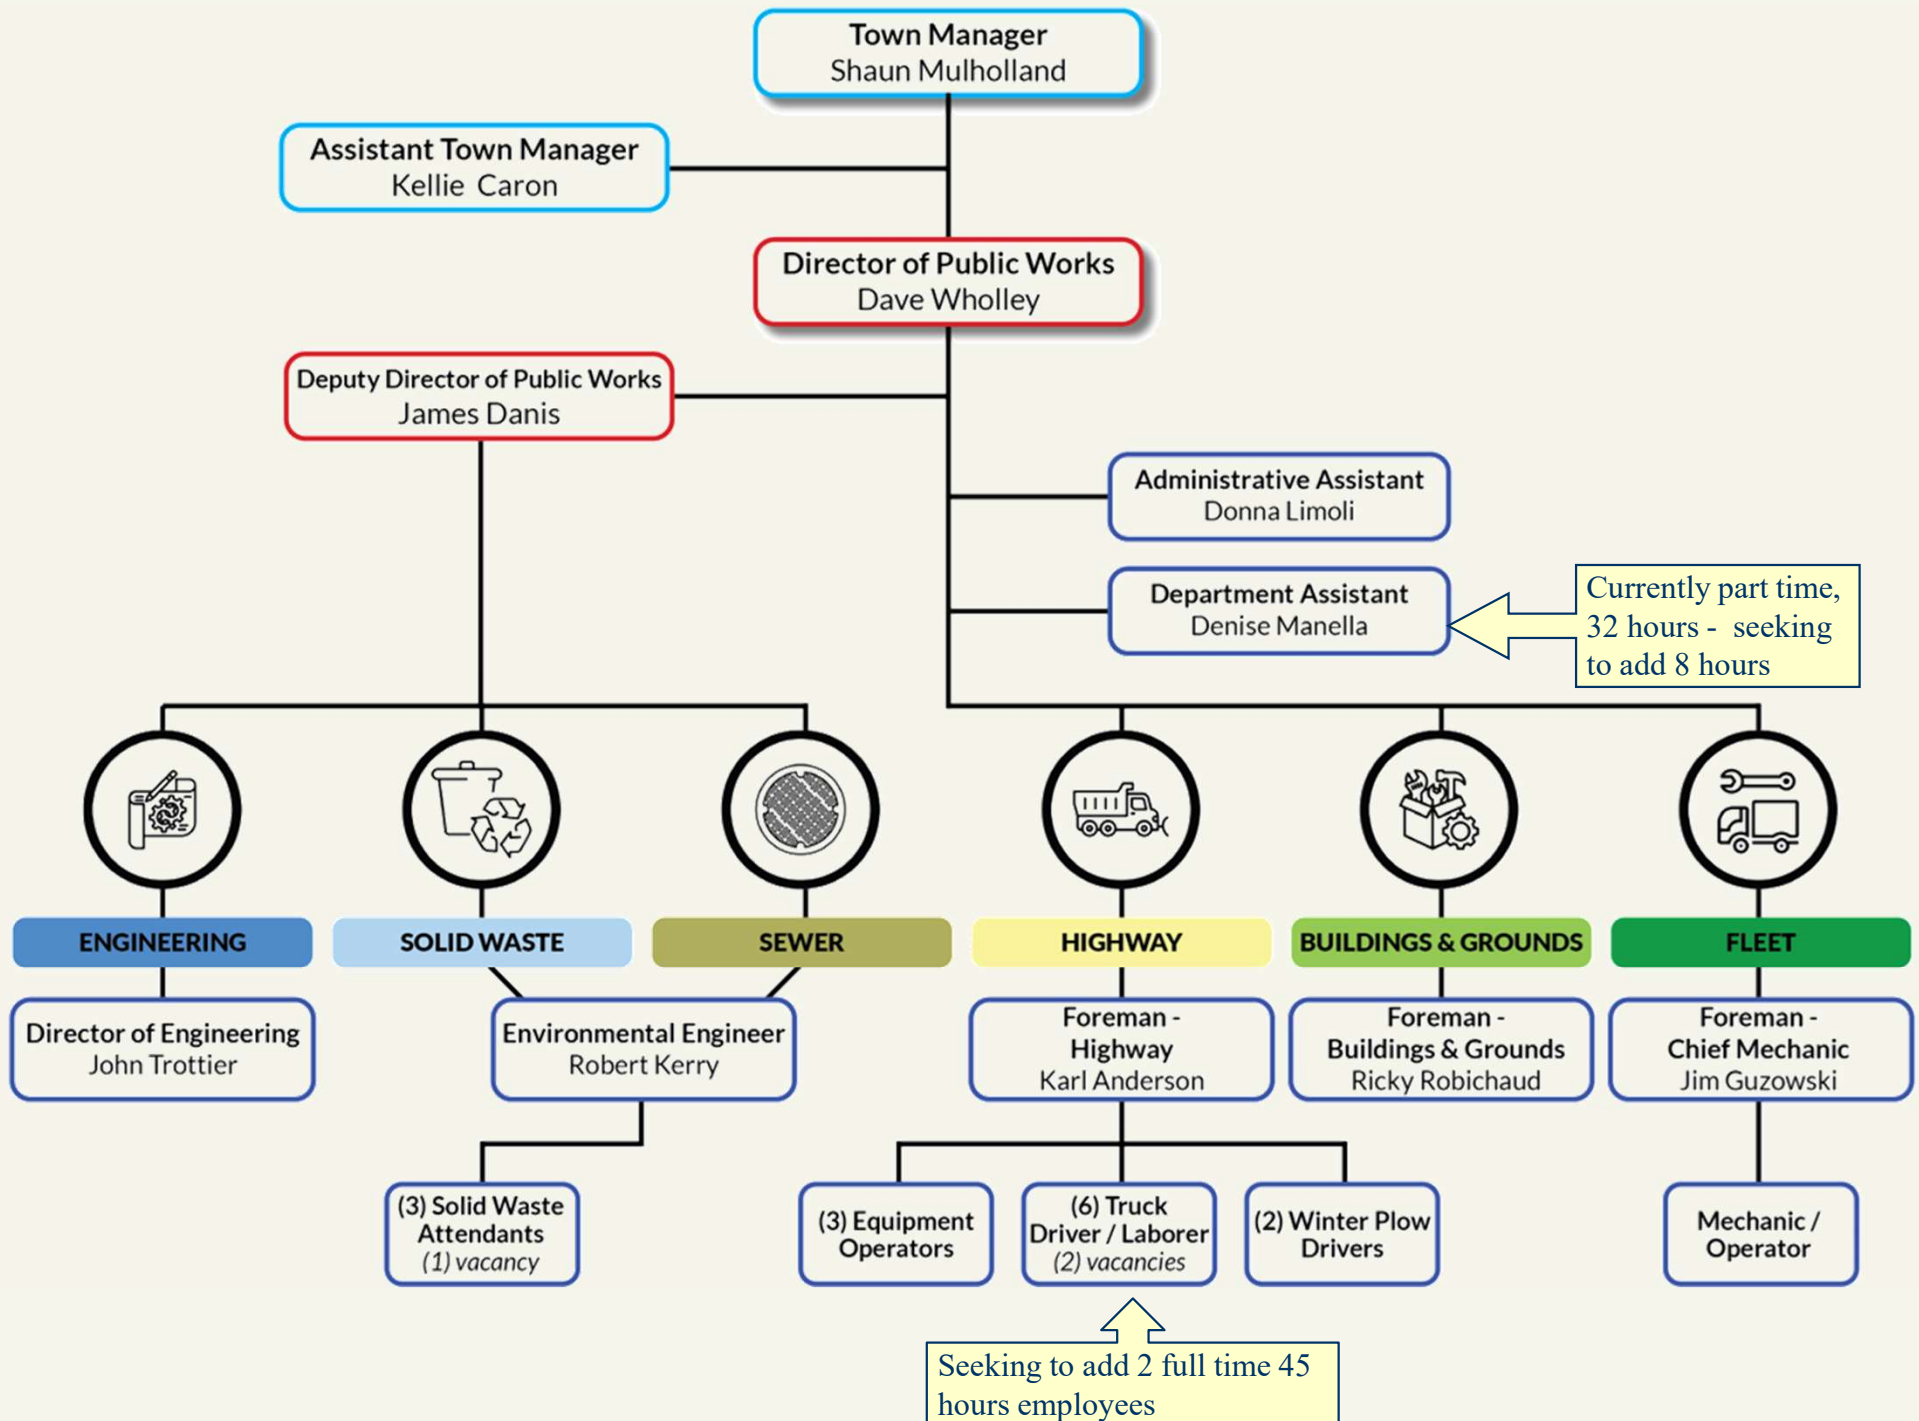 Town Manager
Shaun Mulholland
Assistant Town Manager
Kellie Caron
Director of Public Works
Dave Wholley
Deputy Director of Public Works
James Danis
Administrative Assistant
Donna Limoli
Department Assistant
Denise Manella
Currently part time,
32 hours - seeking
to add 8 hours
ENGINEERING
SOLID WASTE
SEWER
HIGHWAY
BUILDINGS & GROUNDS
FLEET
Director of Engineering
John Trottier
Environmental Engineer
Robert Kerry
Foreman -
Highway
Karl Anderson
Foreman -
Buildings & Grounds
Ricky Robichaud
Foreman -
Chief Mechanic
Jim Guzowski
(3) Solid Waste
Attendants
(1) vacancy
(3) Equipment
Operators
(6) Truck
Driver / Laborer
(2) vacancies
(2) Winter Plow
Drivers
Mechanic /
Operator
Seeking to add 2 full time 45
hours employees